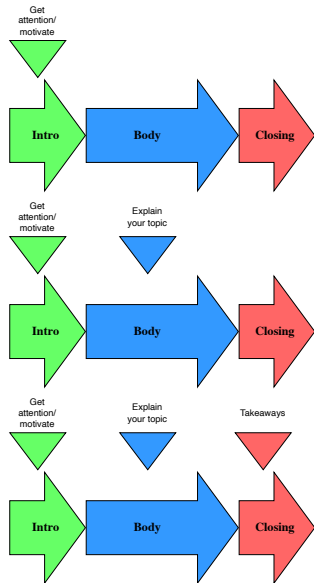 Get
attention/
motivate
Intro
Body
Closing
Get
attention/
motivate
Explain
your topic
Intro
Body
Closing
Get
attention/
motivate
Explain
your topic
Takeaways
Intro
Body
Closing